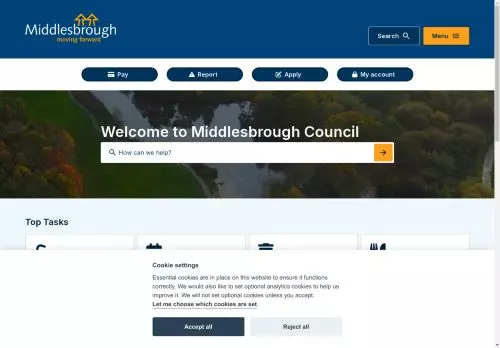 Middlesbrough
moving forward
Search
Menu
Pay
Report
Apply
My account
Welcome to Middlesbrough Council
How can we help?
Top Tasks
Cookie settings
Essential cookies are in place on this website to ensure it functions
correctly. We would also like to set optional analytics cookies to help us
improve it. We will not set optional cookies unless you accept.
Let me choose which cookies are set.
Accept all
Reject all